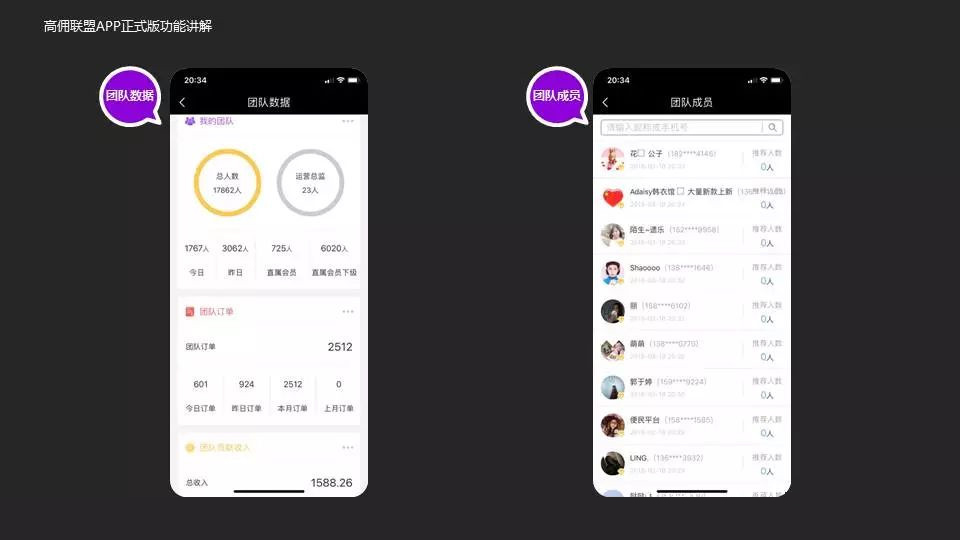 高佣联盟APP正式版功能讲解
团队数据
20:34
团队数据
我的团队
总人数
17862人
运营总监
23人
1767人 3062人 725人 6020人
今日 昨日 直属会员 直属会员下级
团队订单
团队订单 2512
601 924 2512 0
今日订单 昨日订单 本月订单 上月订单
团队贡献收入
总收入 1588.26
团队成员
20:34
团队成员
请输入昵称或手机号
花 公子 (182****4146) 推荐人数
0人
Adaisy韩衣馆 大量新款上新
0人
陌生~遗乐 (152****9958) 推荐人数
0人
Shaoooo (138****1646) 推荐人数
0人
丽 (158****6102) 推荐人数
0人
萌萌 推荐人数
0人
郭于婷 (159****9224) 推荐人数
0人
便民平台 (158****1585) 推荐人数
0人
LING. (136****3932) 推荐人数
0人